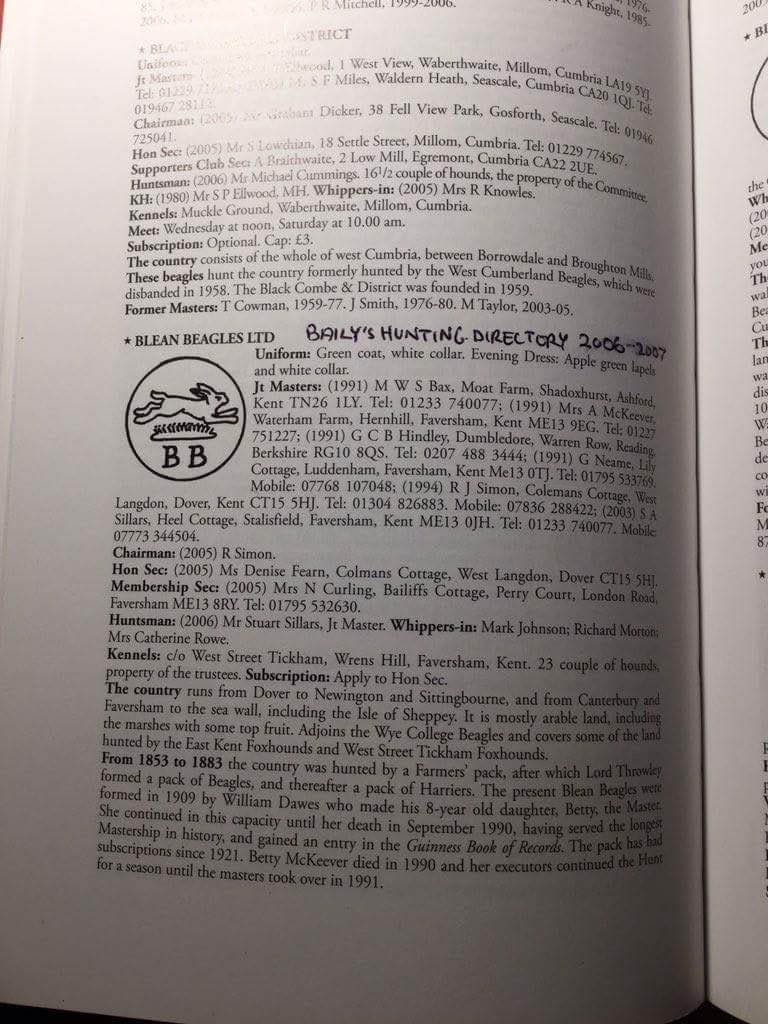 P R Mitchell, 1999-2006.
R A Knight, 1985.
1976.
2006.
★ BLACK DISTRICT
Uniform:
Jt Masters: Ellwood, 1 West View, Waberthwaite, Millom, Cumbria LA19 5YJ.
Tel: 01229 S F Miles, Waldern Heath, Seascale, Cumbria CA20 1QJ. Tel:
019467
Chairman: (2005) Mr Graham Dicker, 38 Fell View Park, Gosforth, Seascale. Tel: 01946
725041.
Hon Sec: (2005) Mr S Lowthian, 18 Settle Street, Millom, Cumbria. Tel: 01229 774567.
Supporters Club Sec: A Braithwaite, 2 Low Mill, Egremont, Cumbria CA22 2UE.
Huntsman: (2006) Mr Michael Cummings. 16½ couple of hounds, the property of the Committee.
KH: (1980) Mr S P Ellwood, MH. Whippers-in: (2005) Mrs R Knowles.
Kennels: Muckle Ground, Waberthwaite, Millom, Cumbria.
Meet: Wednesday at noon, Saturday at 10.00 am.
Subscription: Optional. Cap: £3.
The country consists of the whole of west Cumbria, between Borrowdale and Broughton Mills.
These beagles hunt the country formerly hunted by the West Cumberland Beagles, which were
disbanded in 1958. The Black Combe & District was founded in 1959.
Former Masters: T Cowman, 1959-77. J Smith, 1976-80. M Taylor, 2003-05.
★ BLEAN BEAGLES LTD BAILY'S HUNTING DIRECTORY 2006-2007
Uniform: Green coat, white collar. Evening Dress: Apple green lapels
and white collar.
Jt Masters: (1991) M W S Bax, Moat Farm, Shadoxhurst, Ashford,
Kent TN26 1LY. Tel: 01233 740077; (1991) Mrs A McKeever,
Waterham Farm, Hernhill, Faversham, Kent ME13 9EG. Tel: 01227
751227; (1991) G C B Hindley, Dumbledore, Warren Row, Reading,
Berkshire RG10 8QS. Tel: 0207 488 3444; (1991) G Neame, Lily
Cottage, Luddenham, Faversham, Kent Me13 0TJ. Tel: 01795 533769.
Mobile: 07768 107048; (1994) R J Simon, Colemans Cottage, West
B B
Langdon, Dover, Kent CT15 5HJ. Tel: 01304 826883. Mobile: 07836 288422; (2003) S A
Sillars, Heel Cottage, Stalisfield, Faversham, Kent ME13 0JH. Tel: 01233 740077. Mobile:
07773 344504.
Chairman: (2005) R Simon.
Hon Sec: (2005) Ms Denise Fearn, Colmans Cottage, West Langdon, Dover CT15 5HJ.
Membership Sec: (2005) Mrs N Curling, Bailiffs Cottage, Perry Court, London Road,
Faversham ME13 8RY. Tel: 01795 532630.
Huntsman: (2006) Mr Stuart Sillars, Jt Master. Whippers-in: Mark Johnson; Richard Morton;
Mrs Catherine Rowe.
Kennels: c/o West Street Tickham, Wrens Hill, Faversham, Kent. 23 couple of hounds,
property of the trustees. Subscription: Apply to Hon Sec.
The country runs from Dover to Newington and Sittingbourne, and from Canterbury and
Faversham to the sea wall, including the Isle of Sheppey. It is mostly arable land, including
the marshes with some top fruit. Adjoins the Wye College Beagles and covers some of the land
hunted by the East Kent Foxhounds and West Street Tickham Foxhounds.
From 1853 to 1883 the country was hunted by a Farmers' pack, after which Lord Throwley
formed a pack of Beagles, and thereafter a pack of Harriers. The present Blean Beagles were
formed in 1909 by William Dawes who made his 8-year old daughter, Betty, the Master.
She continued in this capacity until her death in September 1990, having served the longest
Mastership in history, and gained an entry in the Guinness Book of Records. The pack has had
subscriptions since 1921. Betty McKeever died in 1990 and her executors continued the Hunt
for a season until the masters took over in 1991.